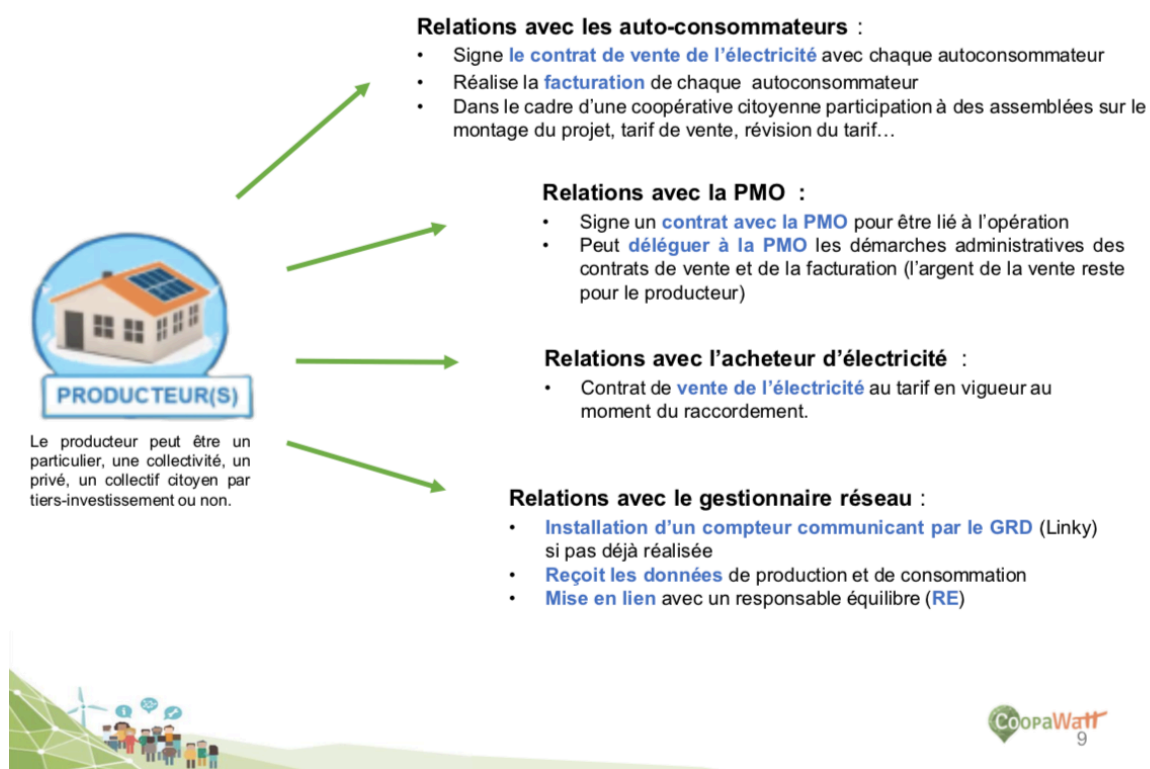 Relations avec les auto-consommateurs :
• Signe le contrat de vente de l'électricité avec chaque autoconsommateur
• Réalise la facturation de chaque autoconsommateur
• Dans le cadre d'une coopérative citoyenne participation à des assemblées sur le
montage du projet, tarif de vente, révision du tarif…
Relations avec la PMO :
• Signe un contrat avec la PMO pour être lié à l'opération
• Peut déléguer à la PMO les démarches administratives des
contrats de vente et de la facturation (l'argent de la vente reste
pour le producteur)
PRODUCTEUR(S)
Le producteur peut être un
particulier, une collectivité, un
privé, un collectif citoyen par
tiers-investissement ou non.
Relations avec l'acheteur d'électricité :
• Contrat de vente de l'électricité au tarif en vigueur au
moment du raccordement.
Relations avec le gestionnaire réseau :
• Installation d'un compteur communicant par le GRD (Linky)
si pas déjà réalisée
• Reçoit les données de production et de consommation
• Mise en lien avec un responsable équilibre (RE)
CoopaWatt
9